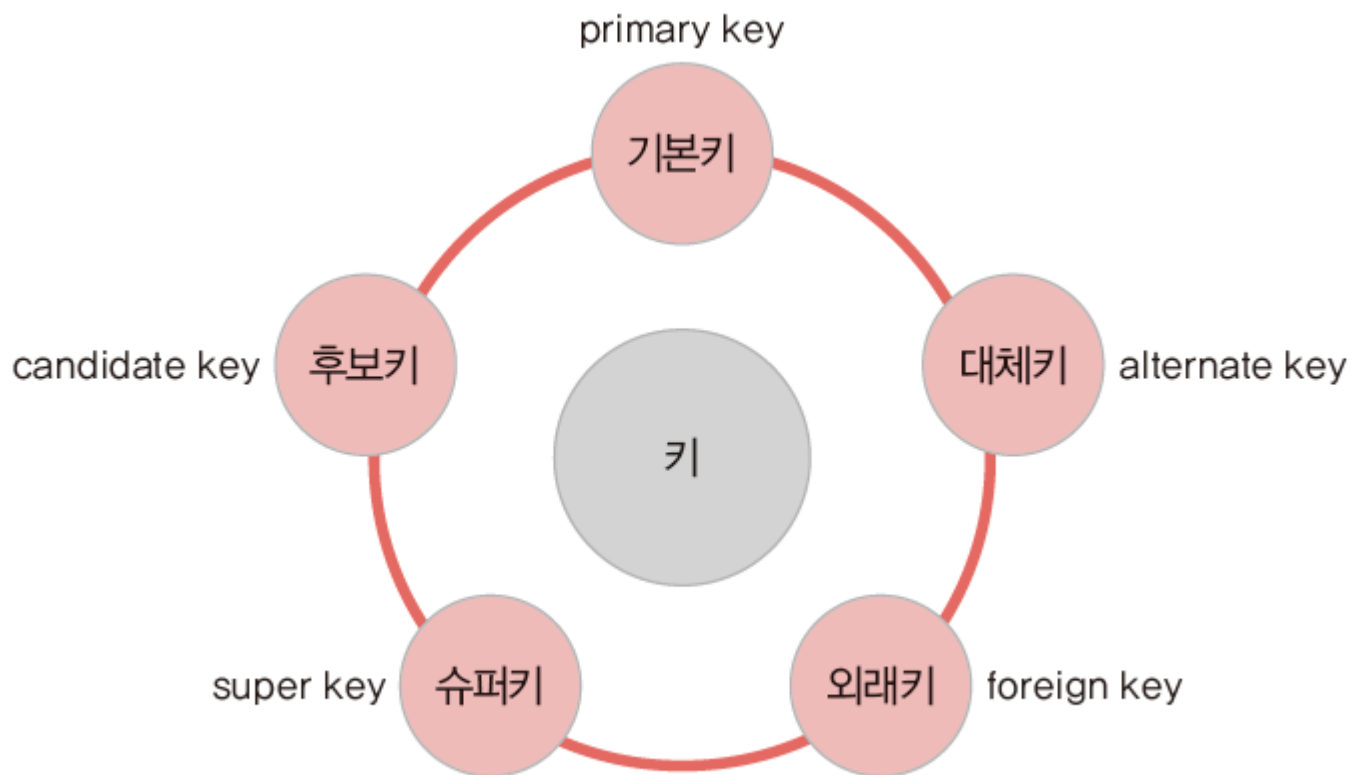 primary key
기본키
candidate key
후보키
대체키
alternate key
키
super key
슈퍼키
외래키
foreign key